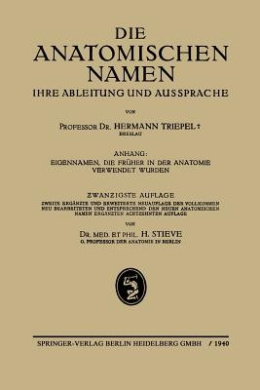 DIE
ANATOMISCHEN
NAMEN
IHRE ABLEITUNG UND AUSSPRACHE
VON
PROFESSOR DR. HERMANN TRIEPEL†
BRESLAU
ANHANG:
EIGENNAMEN, DIE FRÜHER IN DER ANATOMIE
VERWENDET WURDEN
ZWANZIGSTE AUFLAGE
ZWEITE ERGÄNZTE UND ERWEITERTE NEUAUFLAGE DER VOLLKOMMEN
NEU BEARBEITETEN UND ENTSPRECHEND DEN NEUEN ANATOMISCHEN
NAMEN ERGÄNZTEN ACHTZEHNTEN AUFLAGE
VON
DR. MED. ET PHIL. H. STIEVE
O. PROFESSOR DER ANATOMIE IN BERLIN
SPRINGER-VERLAG BERLIN HEIDELBERG GMBH / 1940